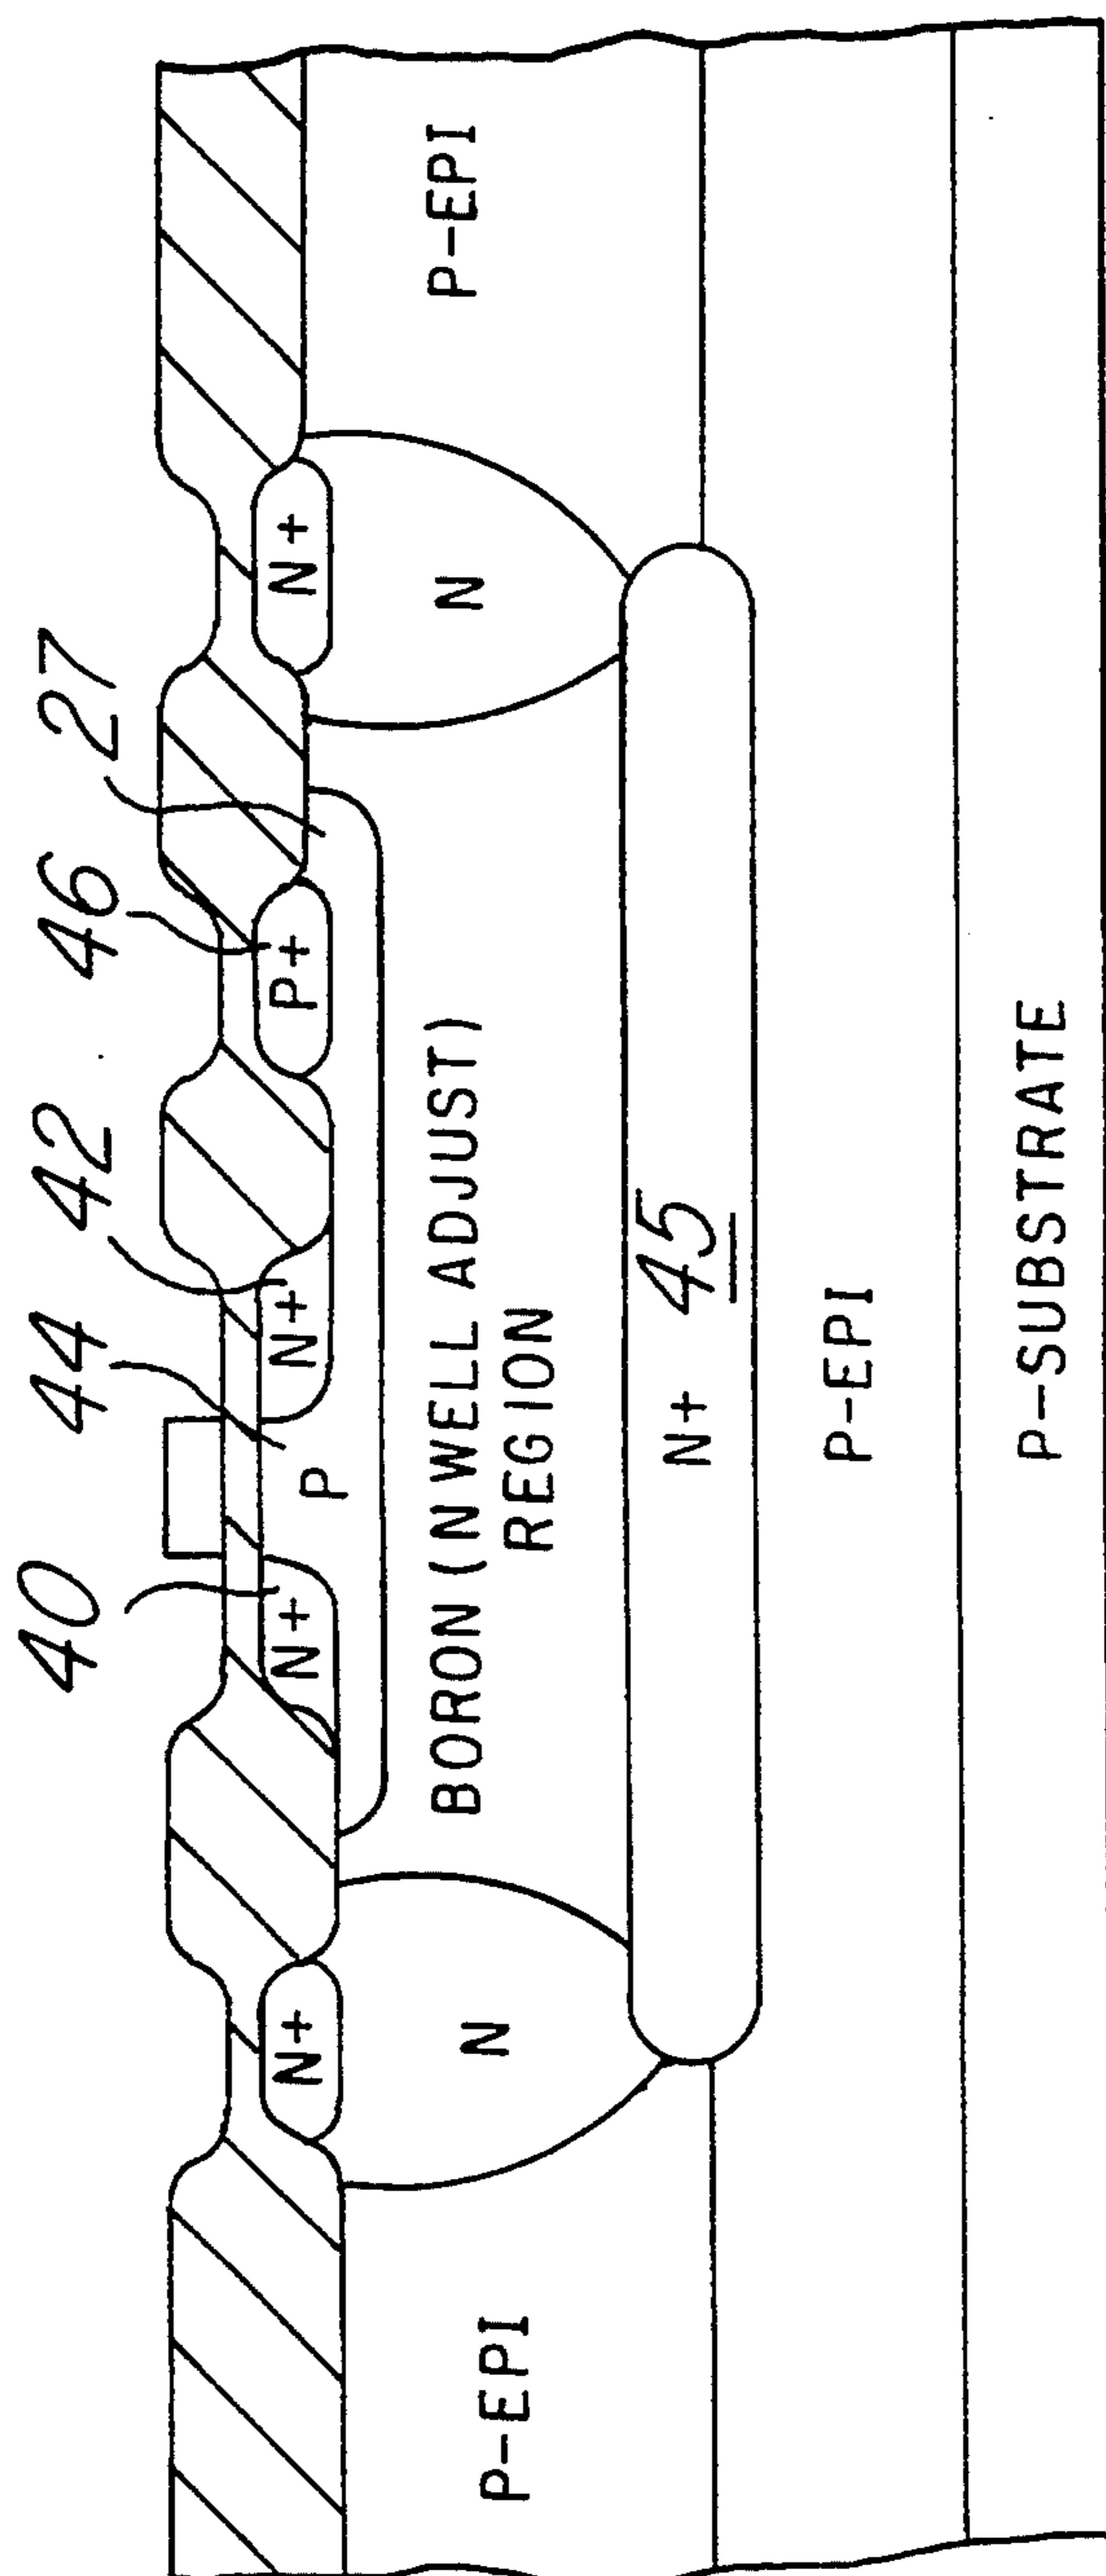 40
44
42
46
27
N+
N+
N+
P+
N+
P
P-EPI
N
BORON (N WELL ADJUST)
REGION
N
P-EPI
N+ 45
P-EPI
P-SUBSTRATE